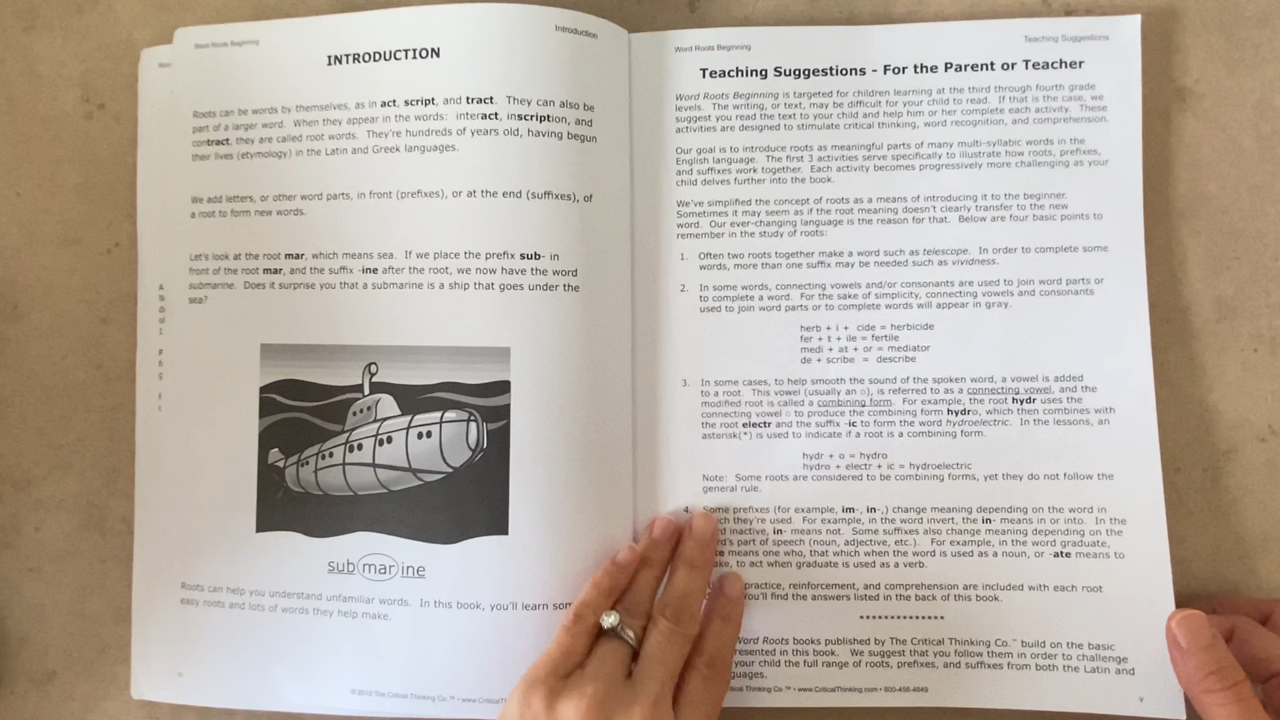 Word Roots Beginning
Introduction
INTRODUCTION
Roots can be words by themselves, as in act, script, and tract. They can also be
part of a larger word. When they appear in the words: interact, inscription, and
contract, they are called root words. They're hundreds of years old, having begun
their lives (etymology) in the Latin and Greek languages.
We add letters, or other word parts, in front (prefixes), or at the end (suffixes), of
a root to form new words.
Let's look at the root mar, which means sea. If we place the prefix sub- in
front of the root mar, and the suffix -ine after the root, we now have the word
submarine. Does it surprise you that a submarine is a ship that goes under the
sea?
submarine
Roots can help you understand unfamiliar words. In this book, you'll learn
easy roots and lots of words they help make.
© 2012 The Critical Thinking Co.™ •
Word Roots Beginning
Teaching Suggestions
Teaching Suggestions - For the Parent or Teacher
Word Roots Beginning is targeted for children learning at the third through fourth grade
levels. The writing, or text, may be difficult for your child to read. If that is the case, we
suggest you read the text to your child and help him or her complete each activity. These
activities are designed to stimulate critical thinking, word recognition, and comprehension.
Our goal is to introduce roots as meaningful parts of many multi-syllabic words in the
English language. The first 3 activities serve specifically to illustrate how roots, prefixes,
and suffixes work together. Each activity becomes progressively more challenging as your
child delves further into the book.
We've simplified the concept of roots as a means of introducing it to the beginner.
Sometimes it may seem as if the root meaning doesn't clearly transfer to the new
word. Our ever-changing language is the reason for that. Below are four basic points to
remember in the study of roots:
1. Often two roots together make a word such as telescope. In order to complete some
words, more than one suffix may be needed such as vividness.
2. In some words, connecting vowels and/or consonants are used to join word parts or
to complete a word. For the sake of simplicity, connecting vowels and consonants
used to join word parts or to complete words will appear in gray.
herb + i + cide = herbicide
fer + t + ile = fertile
medi + at + or = mediator
de + scribe = describe
3. In some cases, to help smooth the sound of the spoken word, a vowel is added
to a root. This vowel (usually an o), is referred to as a connecting vowel, and the
modified root is called a combining form. For example, the root hydr uses the
connecting vowel o to produce the combining form hydro, which then combines with
the root electr and the suffix -ic to form the word hydroelectric. In the lessons, an
asterisk(*) is used to indicate if a root is a combining form.
hydr + o = hydro
hydro + electr + ic = hydroelectric
Note: Some roots are considered to be combining forms, yet they do not follow the
general rule.
4. Some prefixes (for example, im-, in-,) change meaning depending on the word in
they're used. For example, in the word invert, the in- means in or into. In the
inactive, in- means not. Some suffixes also change meaning depending on the
part of speech (noun, adjective, etc.). For example, in the word graduate,
means one who, that which when the word is used as a noun, or -ate means to
to act when graduate is used as a verb.
practice, reinforcement, and comprehension are included with each root
You'll find the answers listed in the back of this book.
**************
Word Roots books published by The Critical Thinking Co.™ build on the basic
in this book. We suggest that you follow them in order to challenge
your child the full range of roots, prefixes, and suffixes from both the Latin and
Thinking Co.™ • www.CriticalThinking.com • 800-458-4849
v